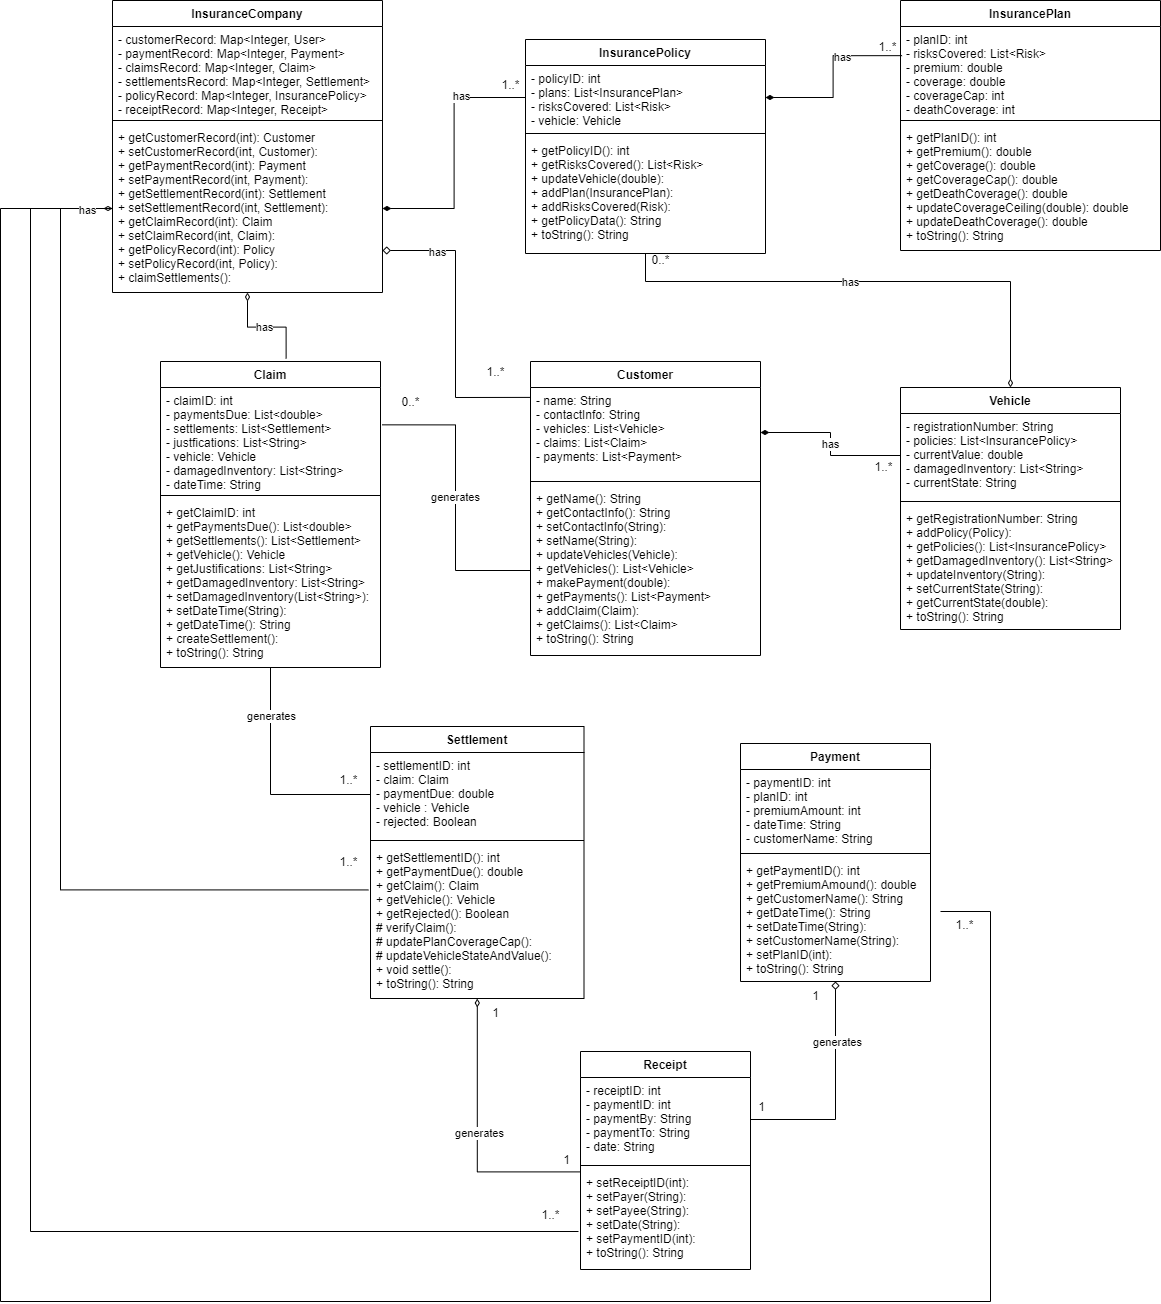 InsuranceCompany
- customerRecord: Map<Integer, User>
- paymentRecord: Map<Integer, Payment>
- claimsRecord: Map<Integer, Claim>
- settlementsRecord: Map<Integer, Settlement>
- policyRecord: Map<Integer, InsurancePolicy>
- receiptRecord: Map<Integer, Receipt>
+ getCustomerRecord(int): Customer
+ setCustomerRecord(int, Customer):
+ getPaymentRecord(int): Payment
+ setPaymentRecord(int, Payment):
+ getSettlementRecord(int): Settlement
+ setSettlementRecord(int, Settlement):
+ getClaimRecord(int): Claim
+ setClaimRecord(int, Claim):
+ getPolicyRecord(int): Policy
+ setPolicyRecord(int, Policy):
+ claimSettlements():
has
has
1..*
has
1..*
has
InsurancePolicy
- policyID: int
- plans: List<InsurancePlan>
- risksCovered: List<Risk>
- vehicle: Vehicle
+ getPolicyID(): int
+ getRisksCovered(): List<Risk>
+ updateVehicle(double):
+ addPlan(InsurancePlan):
+ addRisksCovered(Risk):
+ getPolicyData(): String
+ toString(): String
has
1..*
0..*
has
InsurancePlan
- planID: int
- risksCovered: List<Risk>
- premium: double
- coverage: double
- coverageCap: int
- deathCoverage: int
+ getPlanID(): int
+ getPremium(): double
+ getCoverage(): double
+ getCoverageCap(): double
+ getDeathCoverage(): double
+ updateCoverageCeiling(double): double
+ updateDeathCoverage(): double
+ toString(): String
Claim
- claimID: int
- paymentsDue: List<double>
- settlements: List<Settlement>
- justfications: List<String>
- vehicle: Vehicle
- damagedInventory: List<String>
- dateTime: String
+ getClaimID: int
+ getPaymentsDue(): List<double>
+ getSettlements(): List<Settlement>
+ getVehicle(): Vehicle
+ getJustifications: List<String>
+ getDamagedInventory: List<String>
+ setDamagedInventory(List<String>):
+ setDateTime(String):
+ getDateTime(): String
+ createSettlement():
+ toString(): String
0..*
generates
Customer
- name: String
- contactInfo: String
- vehicles: List<Vehicle>
- claims: List<Claim>
- payments: List<Payment>
+ getName(): String
+ getContactInfo(): String
+ setContactInfo(String):
+ setName(String):
+ updateVehicles(Vehicle):
+ getVehicles(): List<Vehicle>
+ makePayment(double):
+ getPayments(): List<Payment>
+ addClaim(Claim):
+ getClaims(): List<Claim>
+ toString(): String
has
1..*
Vehicle
- registrationNumber: String
- policies: List<InsurancePolicy>
- currentValue: double
- damagedInventory: List<String>
- currentState: String
+ getRegistrationNumber: String
+ addPolicy(Policy):
+ getPolicies(): List<InsurancePolicy>
+ getDamagedInventory(): List<String>
+ updateInventory(String):
+ setCurrentState(String):
+ getCurrentState(double):
+ toString(): String
generates
1..*
1..*
Settlement
- settlementID: int
- claim: Claim
- paymentDue: double
- vehicle : Vehicle
- rejected: Boolean
+ getSettlementID(): int
+ getPaymentDue(): double
+ getClaim(): Claim
+ getVehicle(): Vehicle
+ getRejected(): Boolean
# verifyClaim():
# updatePlanCoverageCap():
# updateVehicleStateAndValue():
+ void settle():
+ toString(): String
1
generates
1
1..*
Payment
- paymentID: int
- planID: int
- premiumAmount: int
- dateTime: String
- customerName: String
+ getPaymentID(): int
+ getPremiumAmound(): double
+ getCustomerName(): String
+ getDateTime(): String
+ setDateTime(String):
+ setCustomerName(String):
+ setPlanID(int):
+ toString(): String
1..*
1
generates
1
Receipt
- receiptID: int
- paymentID: int
- paymentBy: String
- paymentTo: String
- date: String
+ setReceiptID(int):
+ setPayer(String):
+ setPayee(String):
+ setDate(String):
+ setPaymentID(int):
+ toString(): String